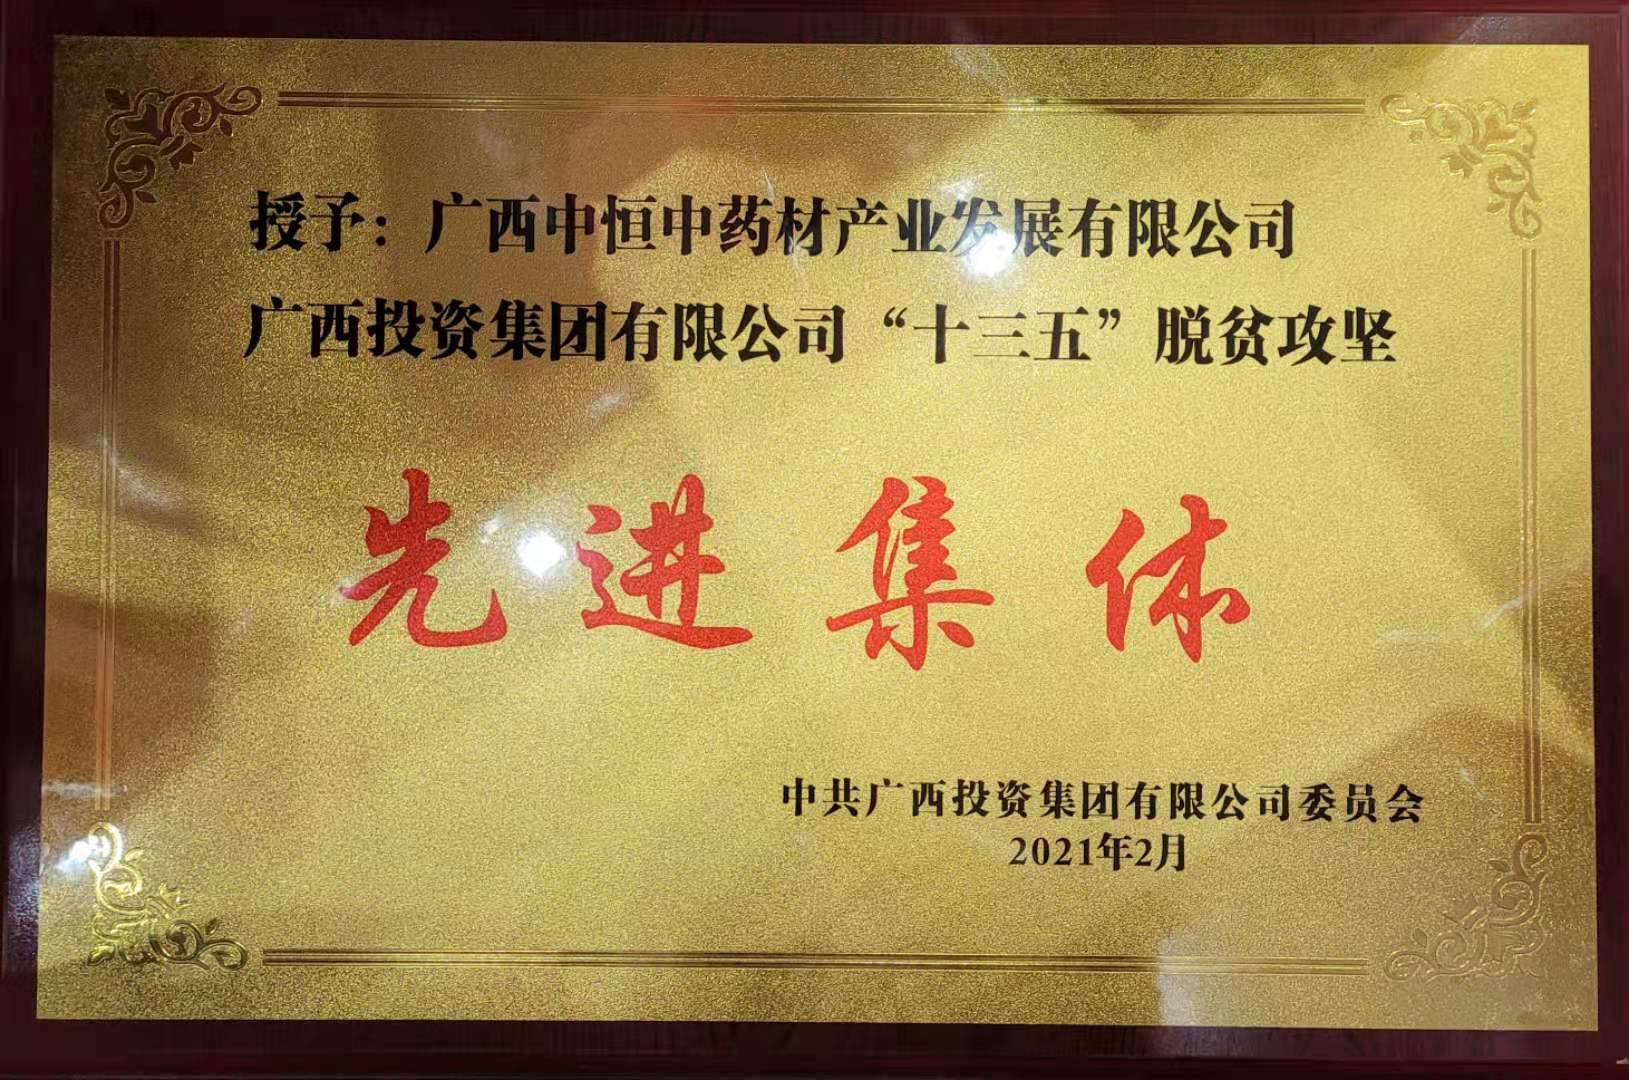 授予：广西中恒中药材产业发展有限公司
广西投资集团有限公司“十三五”脱贫攻坚
先进集体
中共广西投资集团有限公司委员会
2021年2月